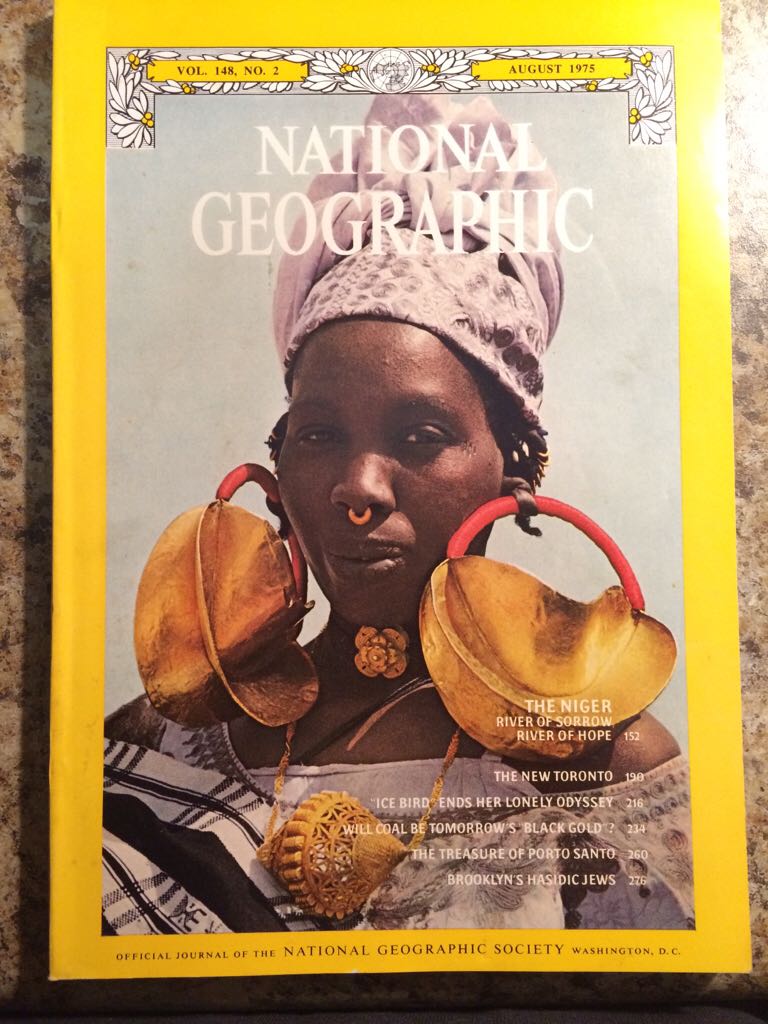 VOL. 148, NO. 2
AUGUST 1975
NATIONAL
GEOGRAPHIC
THE NIGER
RIVER OF SORROW
RIVER OF HOPE 152
THE NEW TORONTO 190
"ICE BIRD" ENDS HER LONELY ODYSSEY 216
WILL COAL BE TOMORROW'S "BLACK GOLD"? 234
THE TREASURE OF PORTO SANTO 260
BROOKLYN'S HASIDIC JEWS 276
OFFICIAL JOURNAL OF THE NATIONAL GEOGRAPHIC SOCIETY WASHINGTON, D.C.